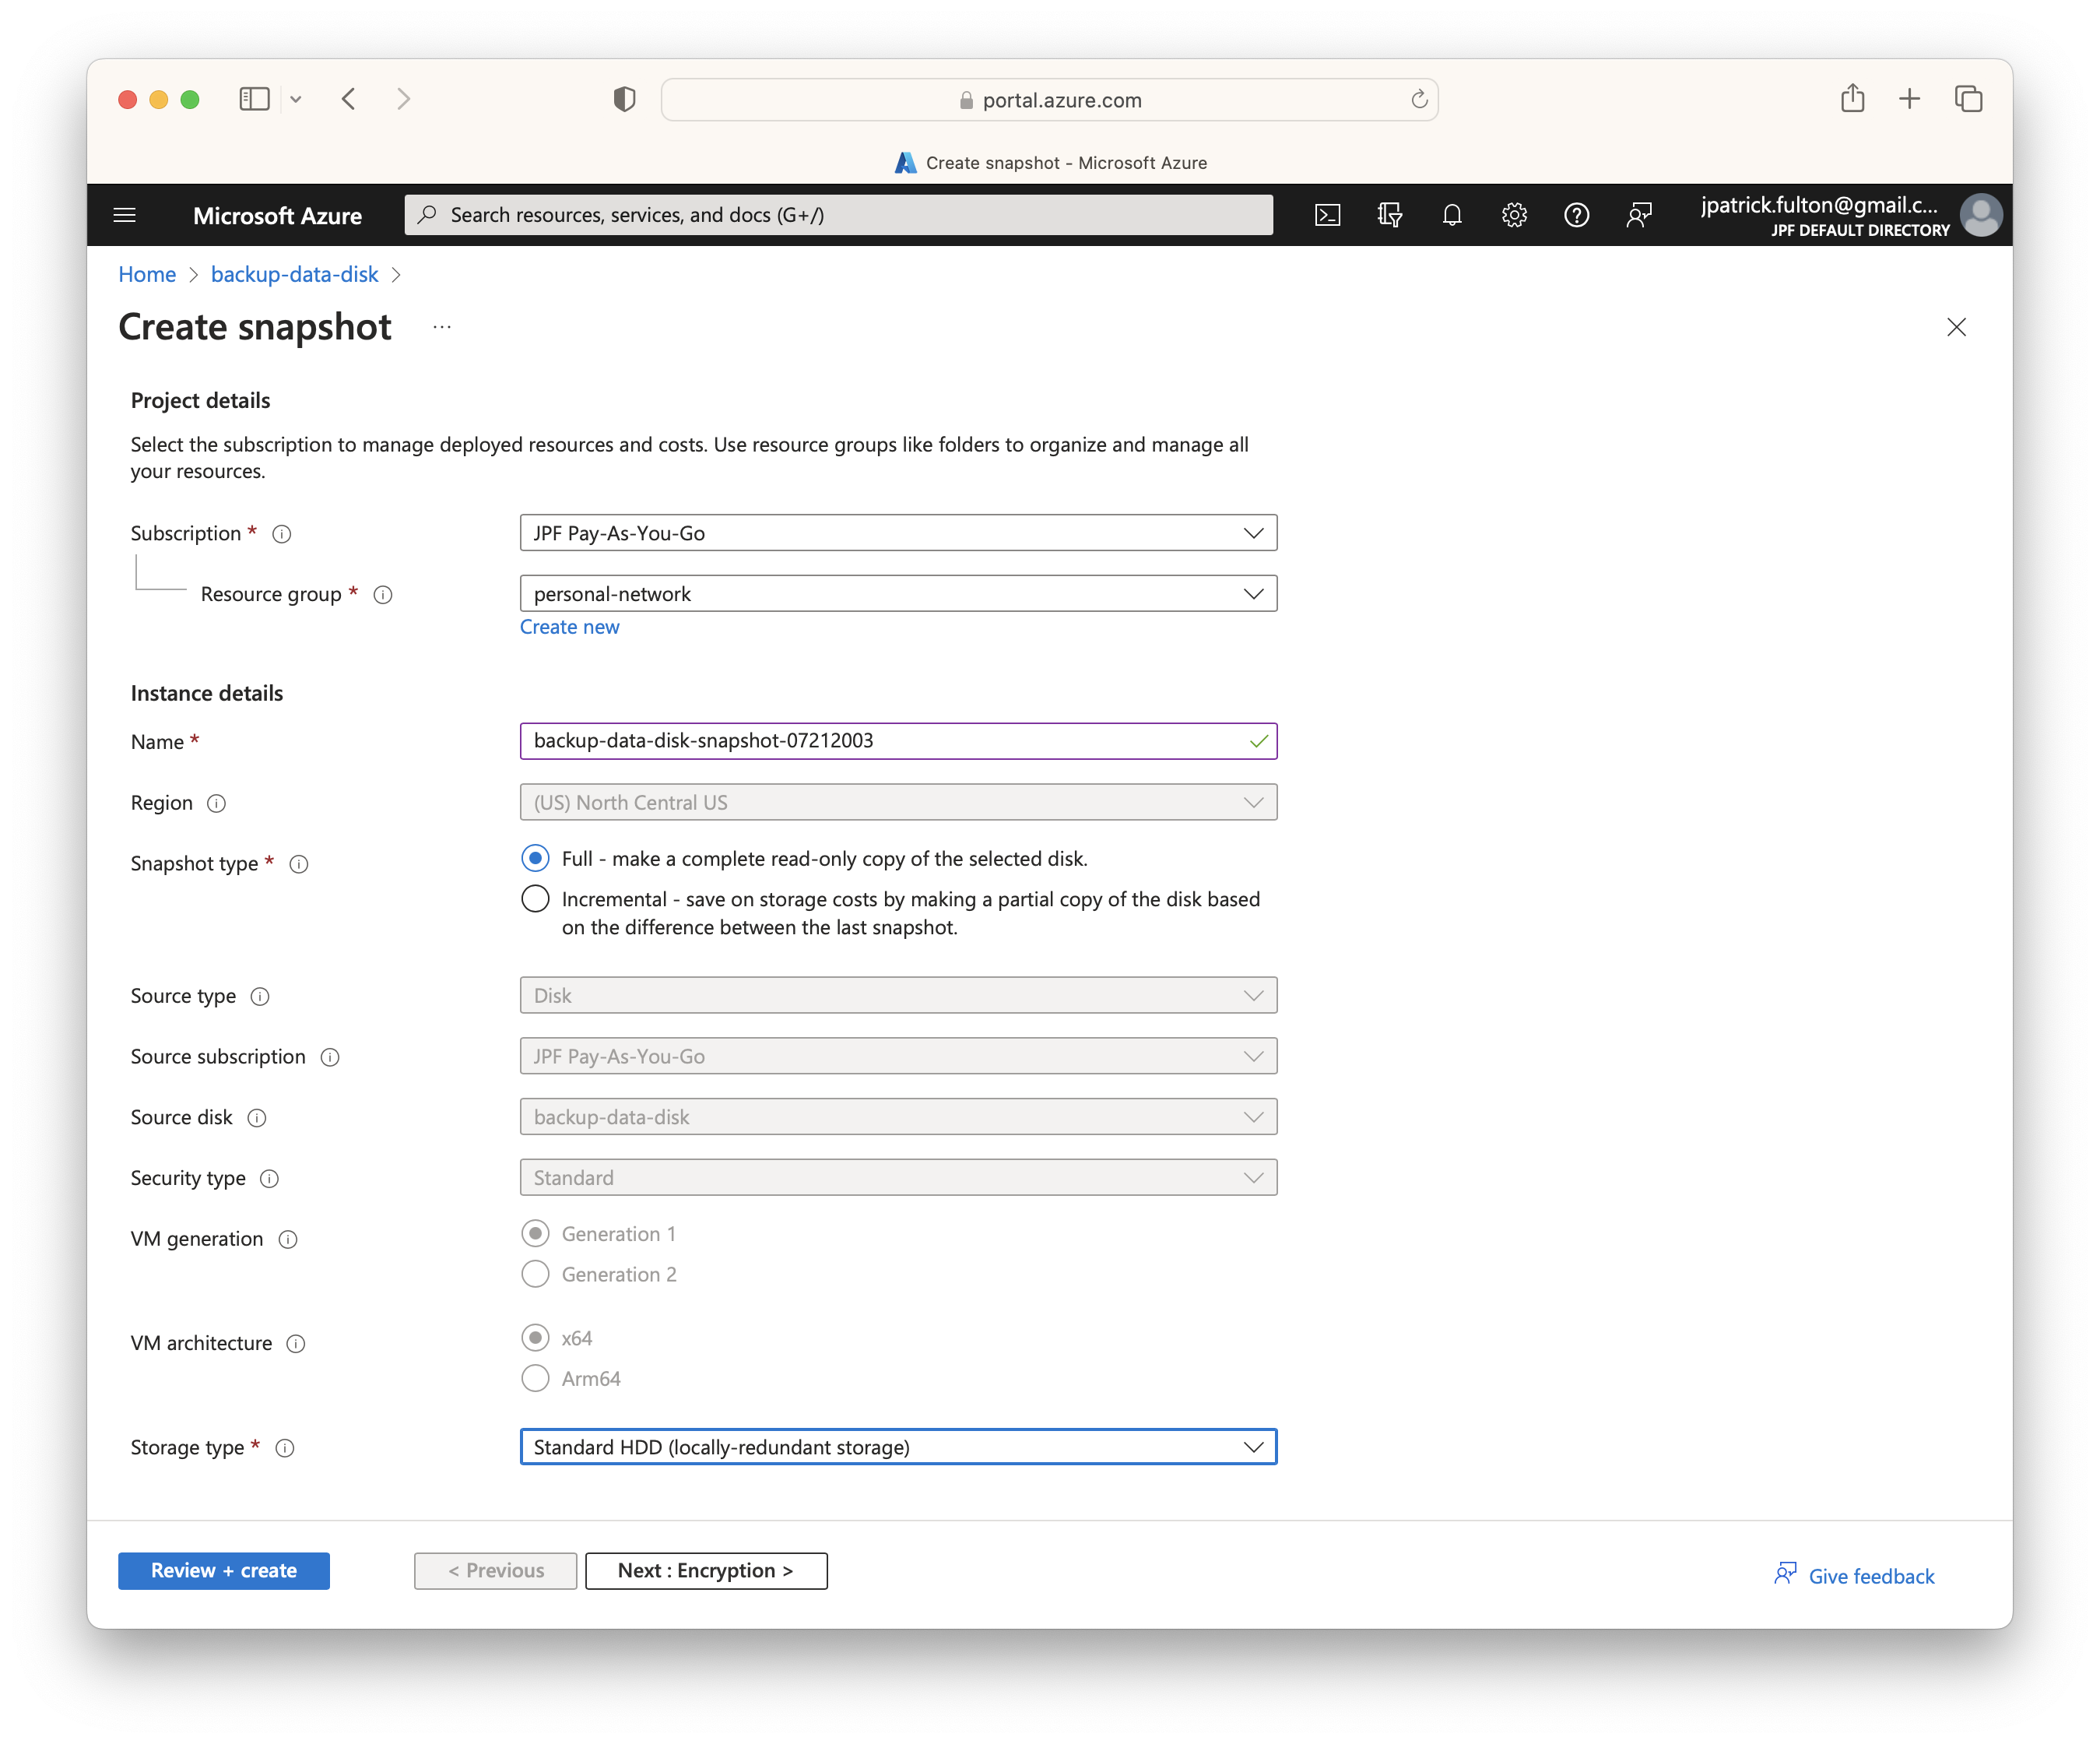 portal.azure.com
Create snapshot - Microsoft Azure
Microsoft Azure
Search resources, services, and docs (G+/)
jpatrick.fulton@gmail.c...
JPF DEFAULT DIRECTORY
Home > backup-data-disk >
Create snapshot ...
Project details
Select the subscription to manage deployed resources and costs. Use resource groups like folders to organize and manage all
your resources.
Subscription *
JPF Pay-As-You-Go
Resource group *
personal-network
Create new
Instance details
Name *
backup-data-disk-snapshot-07212003
Region
(US) North Central US
Snapshot type *
Full - make a complete read-only copy of the selected disk.
Incremental - save on storage costs by making a partial copy of the disk based
on the difference between the last snapshot.
Source type
Disk
Source subscription
JPF Pay-As-You-Go
Source disk
backup-data-disk
Security type
Standard
VM generation
Generation 1
Generation 2
VM architecture
x64
Arm64
Storage type *
Standard HDD (locally-redundant storage)
Review + create
< Previous
Next : Encryption >
Give feedback